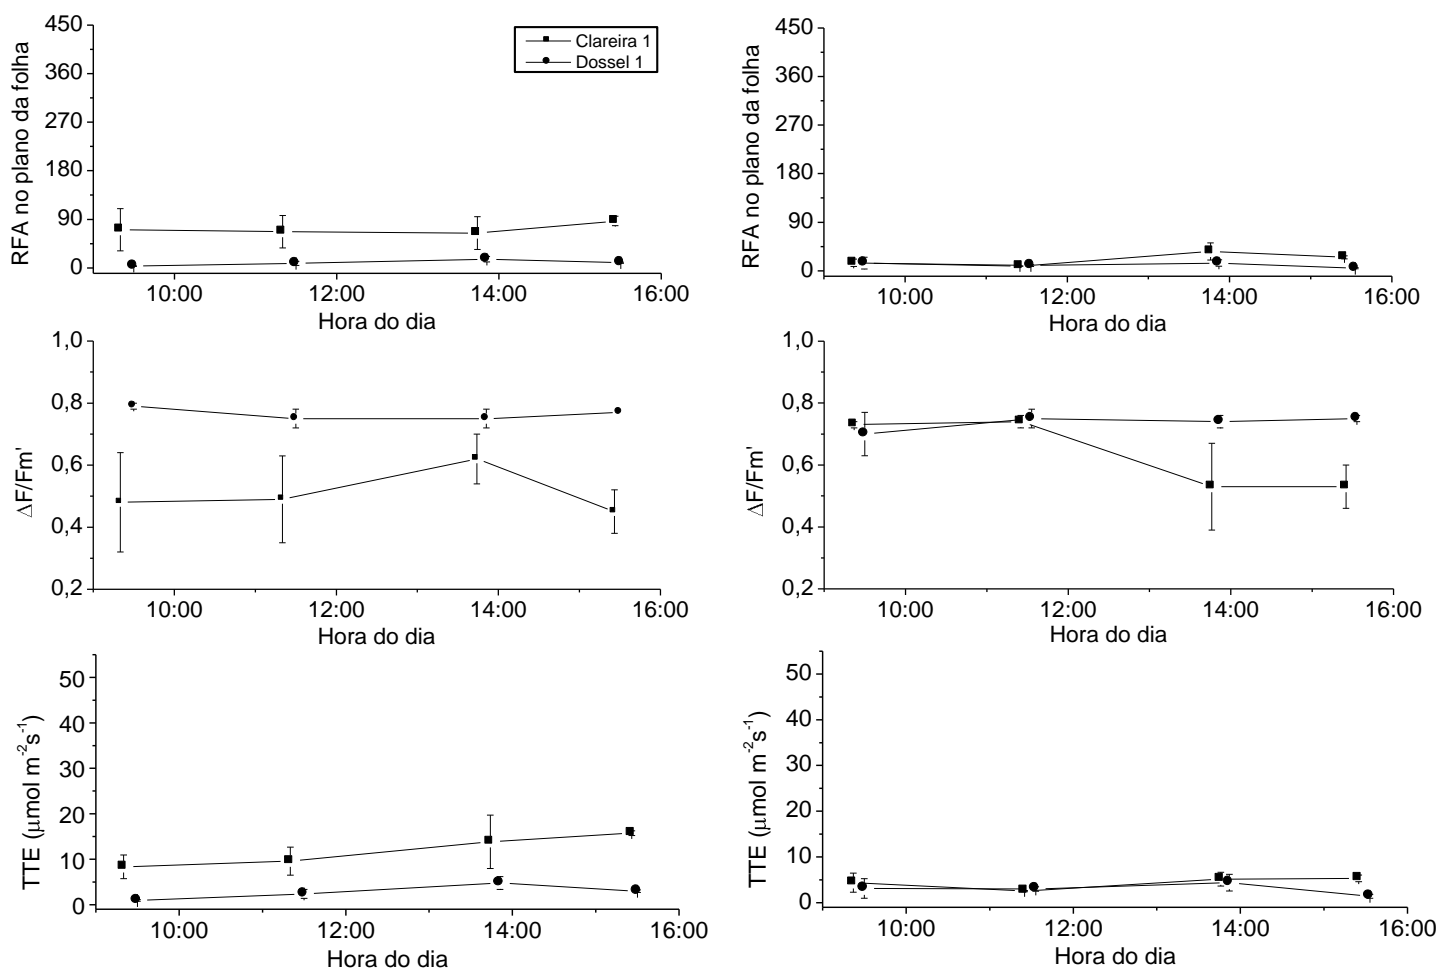 RFA no plano da folha
450
360
270
180
90
0
Clareira 1
Dossel 1
10:00 12:00 14:00 16:00
Hora do dia
RFA no plano da folha
450
360
270
180
90
0
10:00 12:00 14:00 16:00
Hora do dia
ΔF/Fm'
1,0
0,8
0,6
0,4
0,2
10:00 12:00 14:00 16:00
Hora do dia
ΔF/Fm'
1,0
0,8
0,6
0,4
0,2
10:00 12:00 14:00 16:00
Hora do dia
TTE (μmol m⁻²s⁻¹)
50
40
30
20
10
0
10:00 12:00 14:00 16:00
Hora do dia
TTE (μmol m⁻²s⁻¹)
50
40
30
20
10
0
10:00 12:00 14:00 16:00
Hora do dia